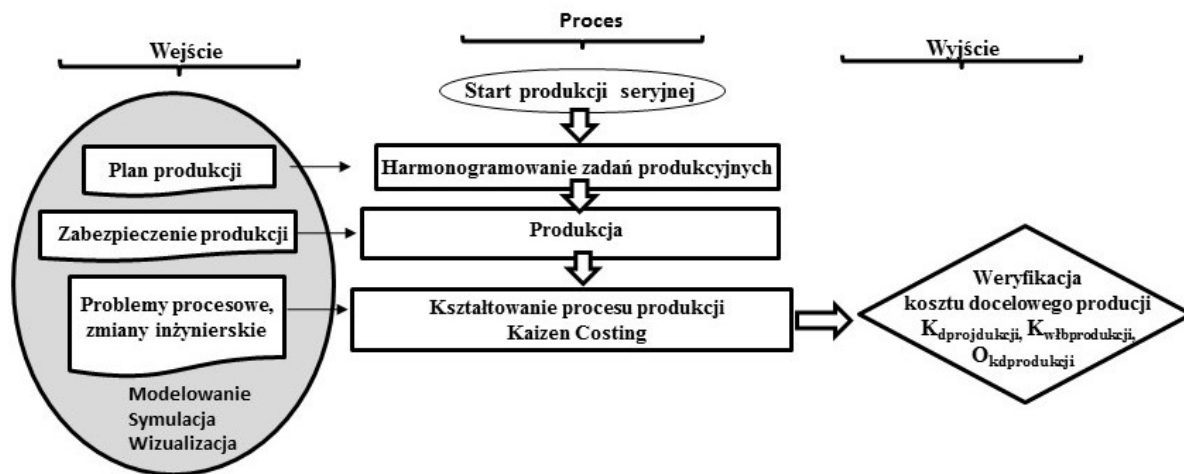 Proces
Wejście
Wyjście
Start produkcji seryjnej
Plan produkcji
Harmonogramowanie zadań produkcyjnych
Zabezpieczenie produkcji
Produkcja
Problemy procesowe,
zmiany inżynierskie
Kształtowanie procesu produkcji
Kaizen Costing
Weryfikacja
kosztu docelowego producji
Kdprojdukcji, Kwłbprodukcji,
Okdprodukcji
Modelowanie
Symulacja
Wizualizacja